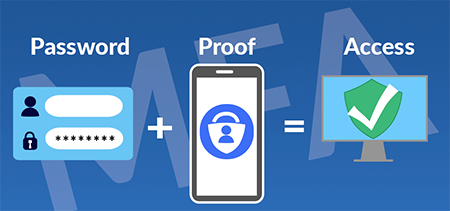 Password Proof Access
MFA
********
+ =